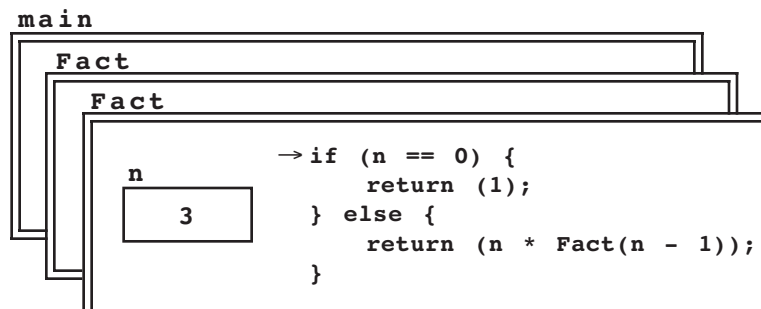 main
Fact
Fact
→ if (n == 0) {
n
return (1);
3
} else {
return (n * Fact(n – 1));
}